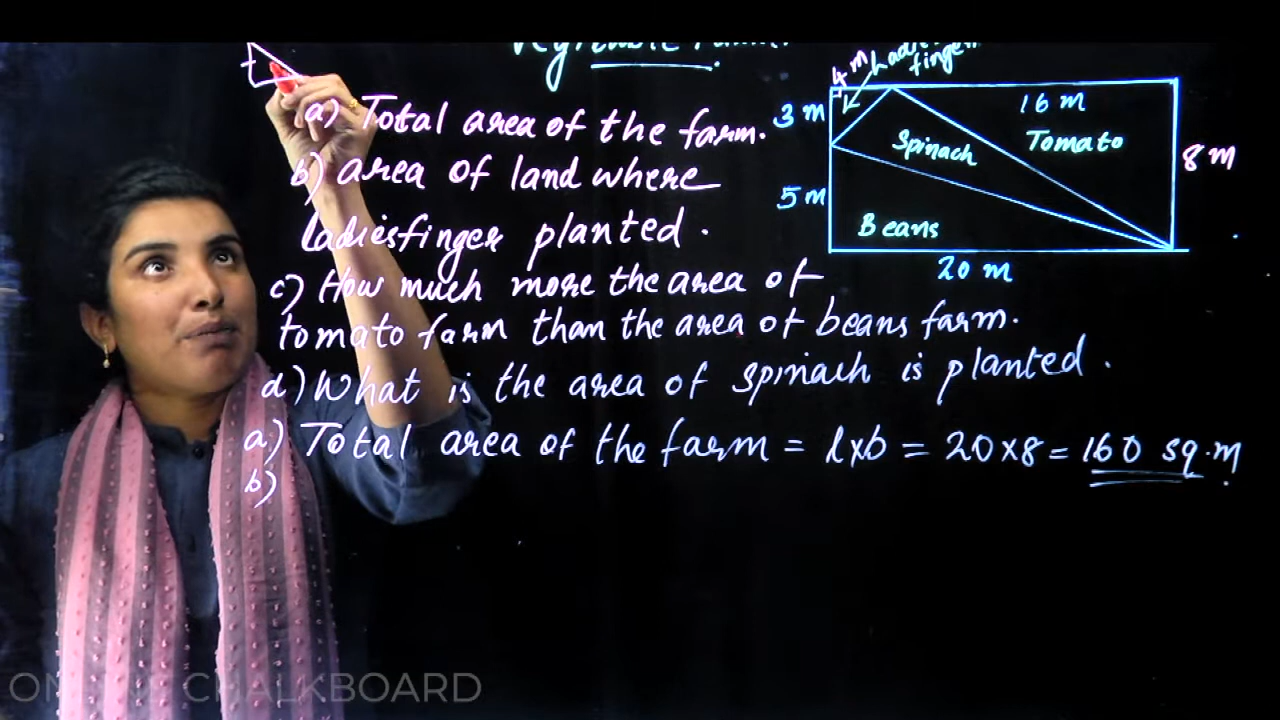 a) Total area of the farm.
b) area of land where
ladiesfinger planted.
c) How much more the area of
tomato farm than the area of beans farm.
d) What is the area of spinach is planted.
a) Total area of the farm = l×b = 20×8 = 160 sq.m
b)
4 m
finger
3 m
16 m
Spinach
Tomato
8 m
5 m
Beans
20 m
CHALKBOARD